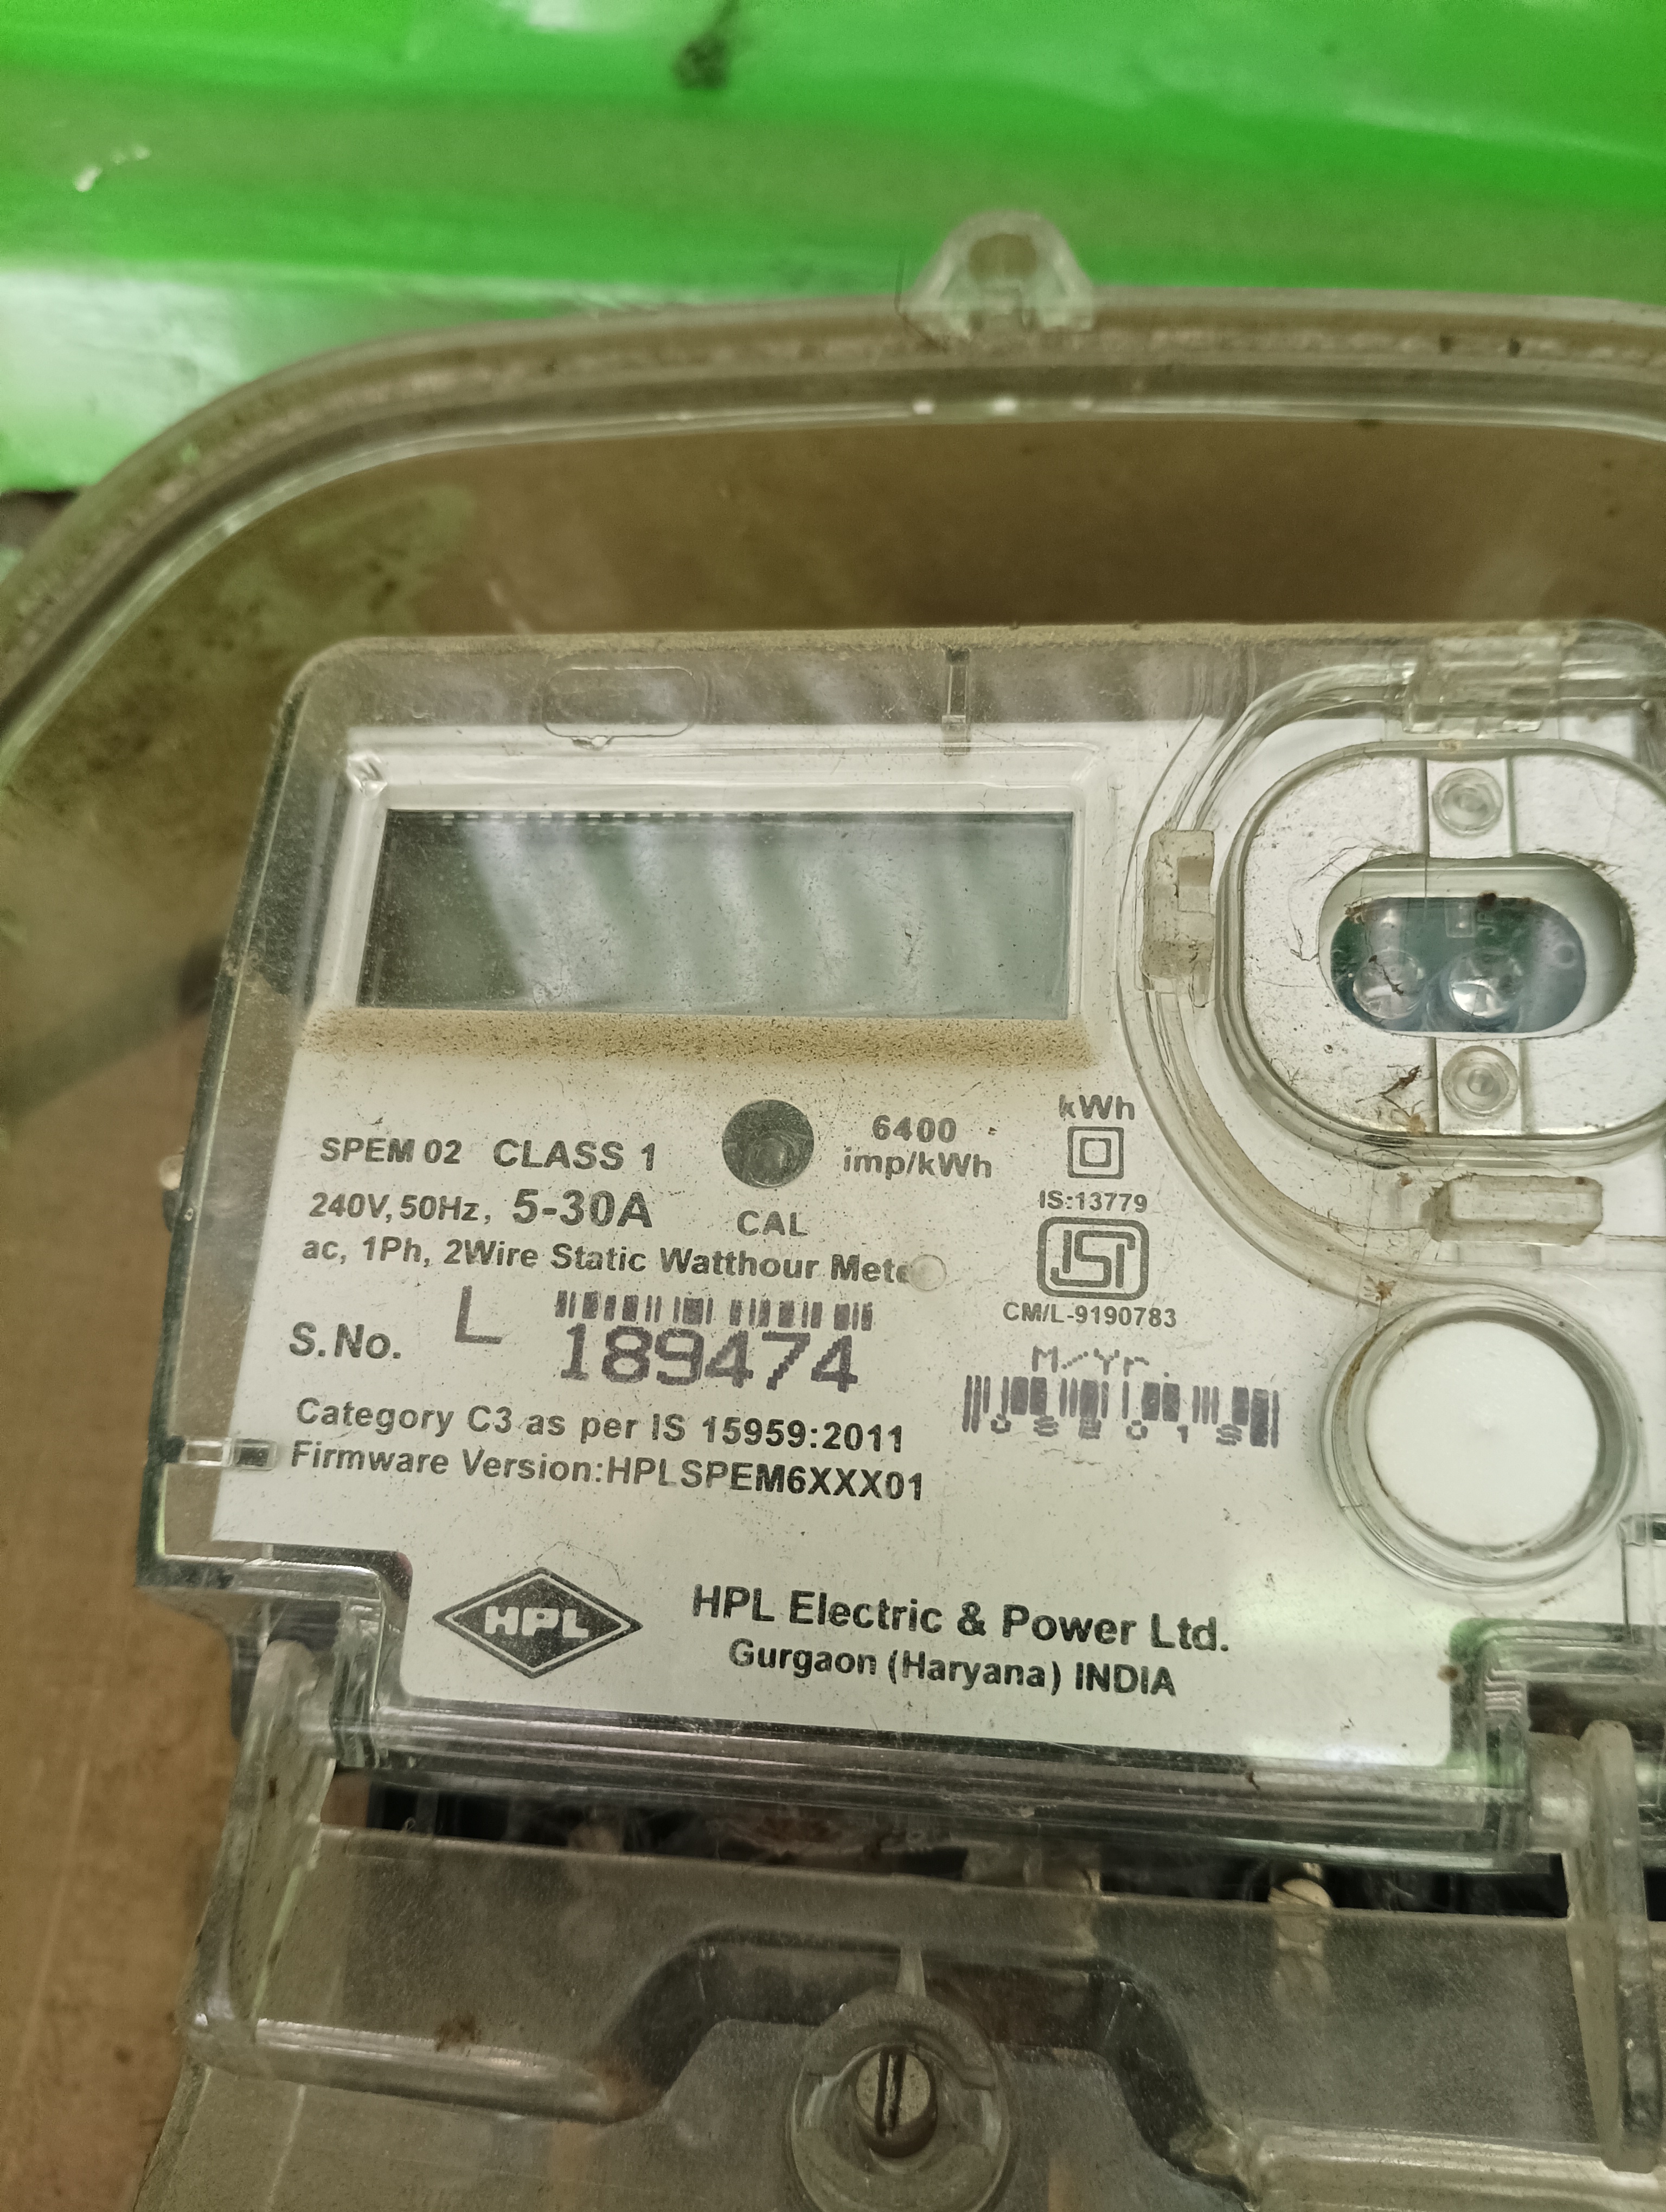 SPEM 02 CLASS 1
240V, 50Hz, 5-30A
CAL
6400
imp/kWh
kWh
IS:13779
ISI
CM/L-9190783
ac, 1Ph, 2Wire Static Watthour
S.No. L 189474
M/Yr.
Category C3 as per IS 15959:2011
Firmware Version:HPLSPEM6XXX01
HPL
HPL Electric & Power Ltd.
Gurgaon (Haryana) INDIA